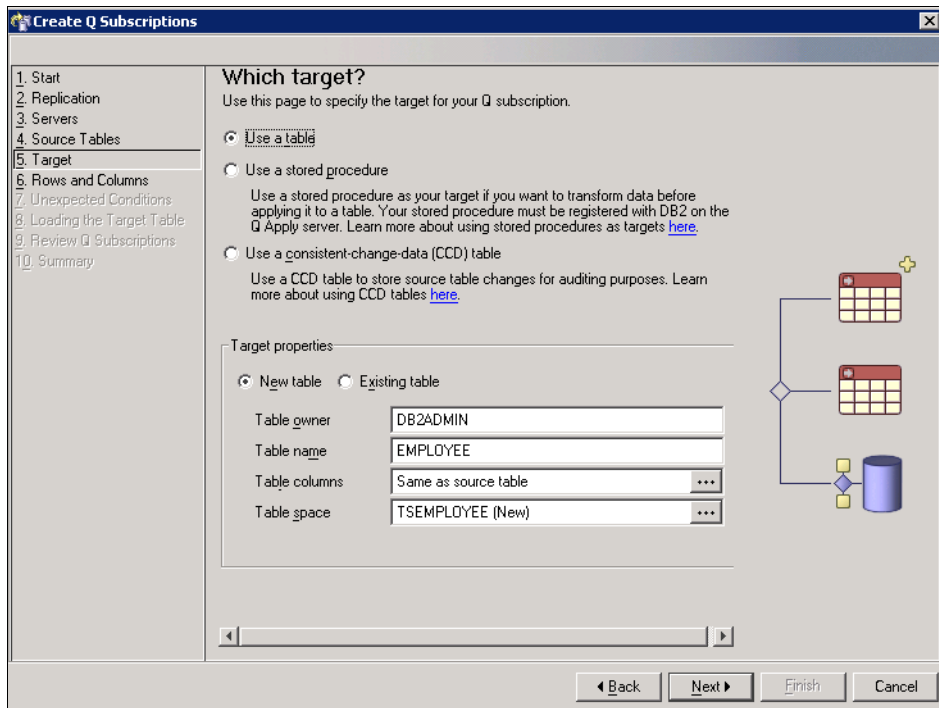 Create Q Subscriptions
1. Start
2. Replication
3. Servers
4. Source Tables
5. Target
6. Rows and Columns
7. Unexpected Conditions
8. Loading the Target Table
9. Review Q Subscriptions
10. Summary
Which target?
Use this page to specify the target for your Q subscription.
Use a table
Use a stored procedure
Use a stored procedure as your target if you want to transform data before
applying it to a table. Your stored procedure must be registered with DB2 on the
Q Apply server. Learn more about using stored procedures as targets here.
Use a consistent-change-data (CCD) table
Use a CCD table to store source table changes for auditing purposes. Learn
more about using CCD tables here.
Target properties
New table Existing table
Table owner DB2ADMIN
Table name EMPLOYEE
Table columns Same as source table ...
Table space TSEMPLOYEE (New) ...
Back Next Finish Cancel